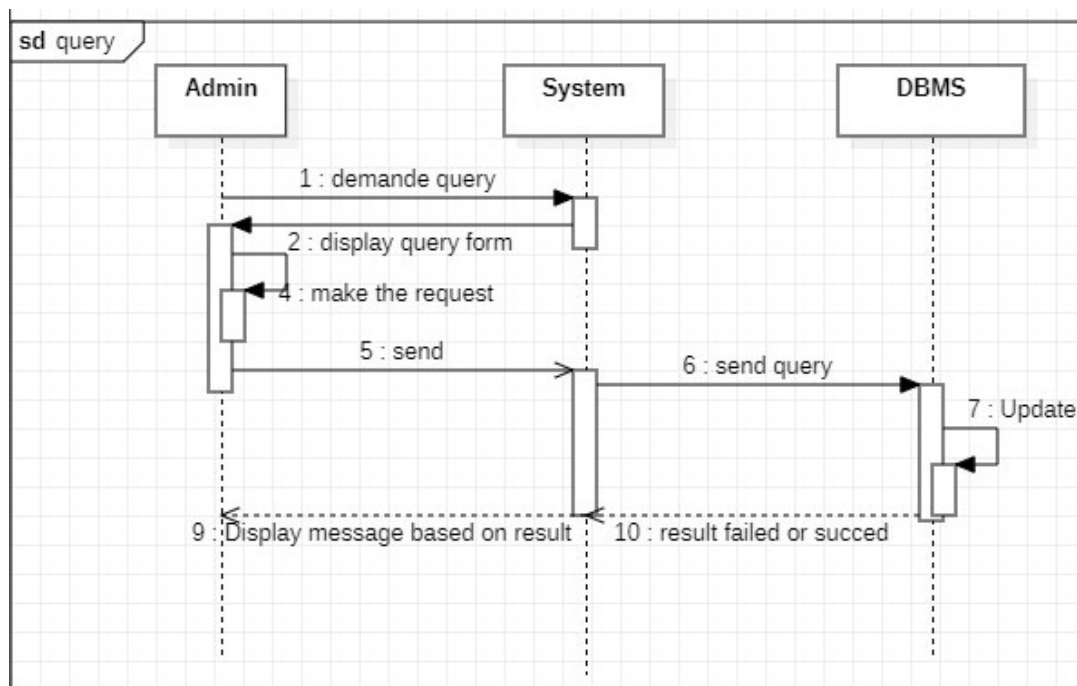 sd query
Admin
System
DBMS
1 : demande query
2 : display query form
4 : make the request
5 : send
6 : send query
7 : Update
9 : Display message based on result
10 : result failed or succed